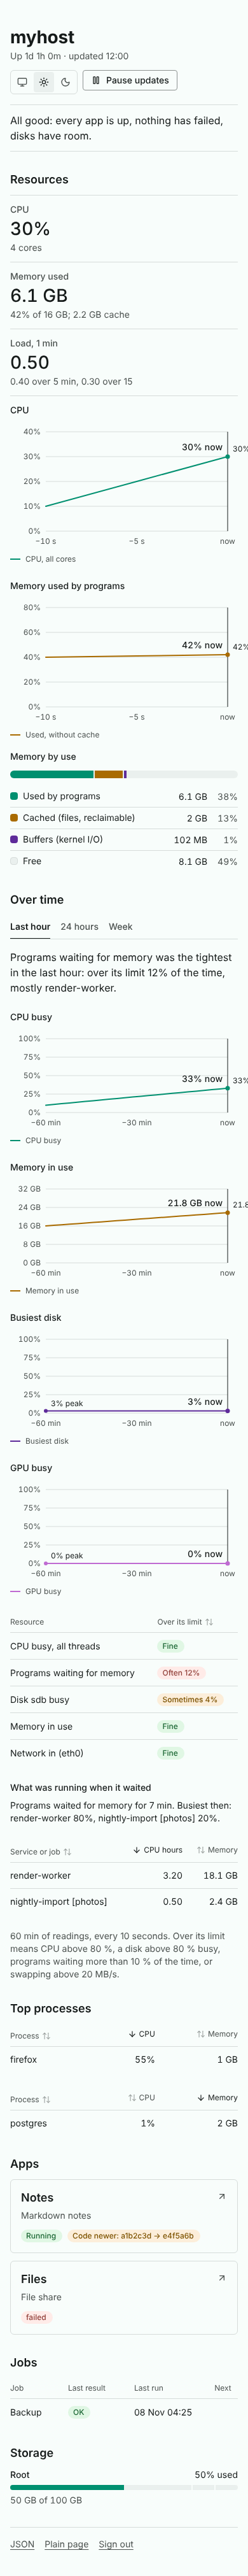 myhost
Up 1d 1h 0m · updated 12:00
Pause updates
All good: every app is up, nothing has failed,
disks have room.
Resources
CPU
30%
4 cores
Memory used
6.1 GB
42% of 16 GB; 2.2 GB cache
Load, 1 min
0.50
0.40 over 5 min, 0.30 over 15
CPU
40%
30% now
30%
30%
20%
10%
0%
−10 s −5 s now
CPU, all cores
Memory used by programs
80%
60%
42% now
42%
40%
20%
0%
−10 s −5 s now
Used, without cache
Memory by use
Used by programs 6.1 GB 38%
Cached (files, reclaimable) 2 GB 13%
Buffers (kernel I/O) 102 MB 1%
Free 8.1 GB 49%
Over time
Last hour 24 hours Week
Programs waiting for memory was the tightest
in the last hour: over its limit 12% of the time,
mostly render-worker.
CPU busy
100%
75%
50%
33% now
33%
25%
0%
−60 min −30 min now
CPU busy
Memory in use
32 GB
24 GB
21.8 GB now
21.8
16 GB
8 GB
0 GB
−60 min −30 min now
Memory in use
Busiest disk
100%
75%
50%
25%
3% peak
3% now
0%
−60 min −30 min now
Busiest disk
GPU busy
100%
75%
50%
25%
0% peak
0% now
0%
−60 min −30 min now
GPU busy
Resource Over its limit
CPU busy, all threads Fine
Programs waiting for memory Often 12%
Disk sdb busy Sometimes 4%
Memory in use Fine
Network in (eth0) Fine
What was running when it waited
Programs waited for memory for 7 min. Busiest then:
render-worker 80%, nightly-import [photos] 20%.
Service or job CPU hours Memory
render-worker 3.20 18.1 GB
nightly-import [photos] 0.50 2.4 GB
60 min of readings, every 10 seconds. Over its limit
means CPU above 80 %, a disk above 80 % busy,
programs waiting more than 10 % of the time, or
swapping above 20 MB/s.
Top processes
Process CPU Memory
firefox 55% 1 GB
Process CPU Memory
postgres 1% 2 GB
Apps
Notes
Markdown notes
Running Code newer: a1b2c3d → e4f5a6b
Files
File share
failed
Jobs
Job Last result Last run Next
Backup OK 08 Nov 04:25
Storage
Root 50% used
50 GB of 100 GB
JSON Plain page Sign out